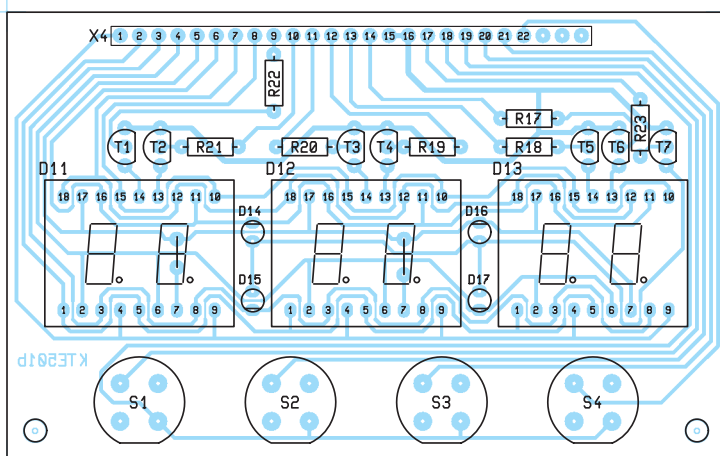 X4 1 2 3 4 5 6 7 8 9 10 11 12 13 14 15 16 17 18 19 20 21 22
R22
R17
R23
T1 T2 R21 R20 T3 T4 R19 R18 T5 T6 T7
D11 D12 D13
18 17 16 15 14 13 12 11 10 18 17 16 15 14 13 12 11 10 18 17 16 15 14 13 12 11 10
D14 D16
D15 D17
1 2 3 4 5 6 7 8 9 1 2 3 4 5 6 7 8 9 1 2 3 4 5 6 7 8 9
KTE501b
S1 S2 S3 S4